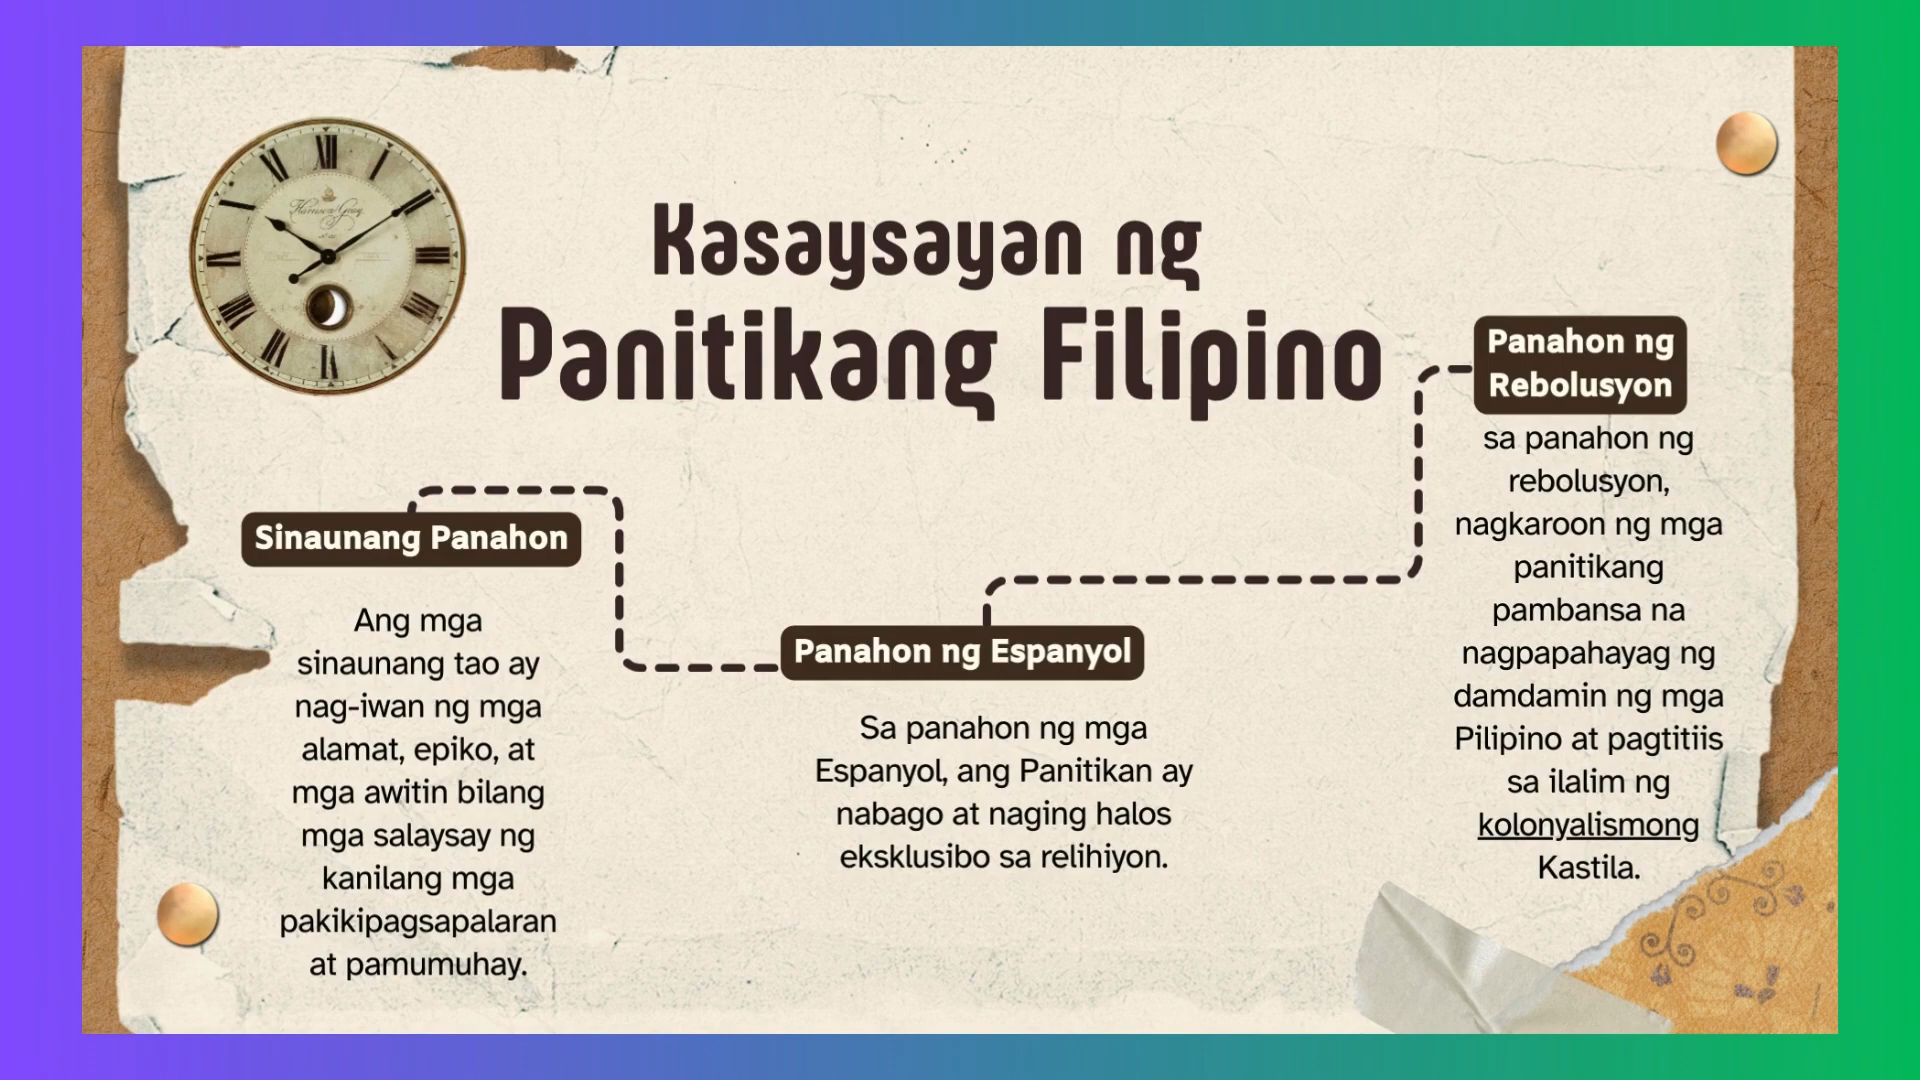 Kasaysayan ng
Panitikang Filipino
Sinaunang Panahon
Ang mga
sinaunang tao ay
nag-iwan ng mga
alamat, epiko, at
mga awitin bilang
mga salaysay ng
kanilang mga
pakikipagsapalaran
at pamumuhay.
Panahon ng Espanyol
Sa panahon ng mga
Espanyol, ang Panitikan ay
nabago at naging halos
eksklusibo sa relihiyon.
Panahon ng
Rebolusyon
sa panahon ng
rebolusyon,
nagkaroon ng mga
panitikang
pambansa na
nagpapahayag ng
damdamin ng mga
Pilipino at pagtitiis
sa ilalim ng
kolonyalismong
Kastila.